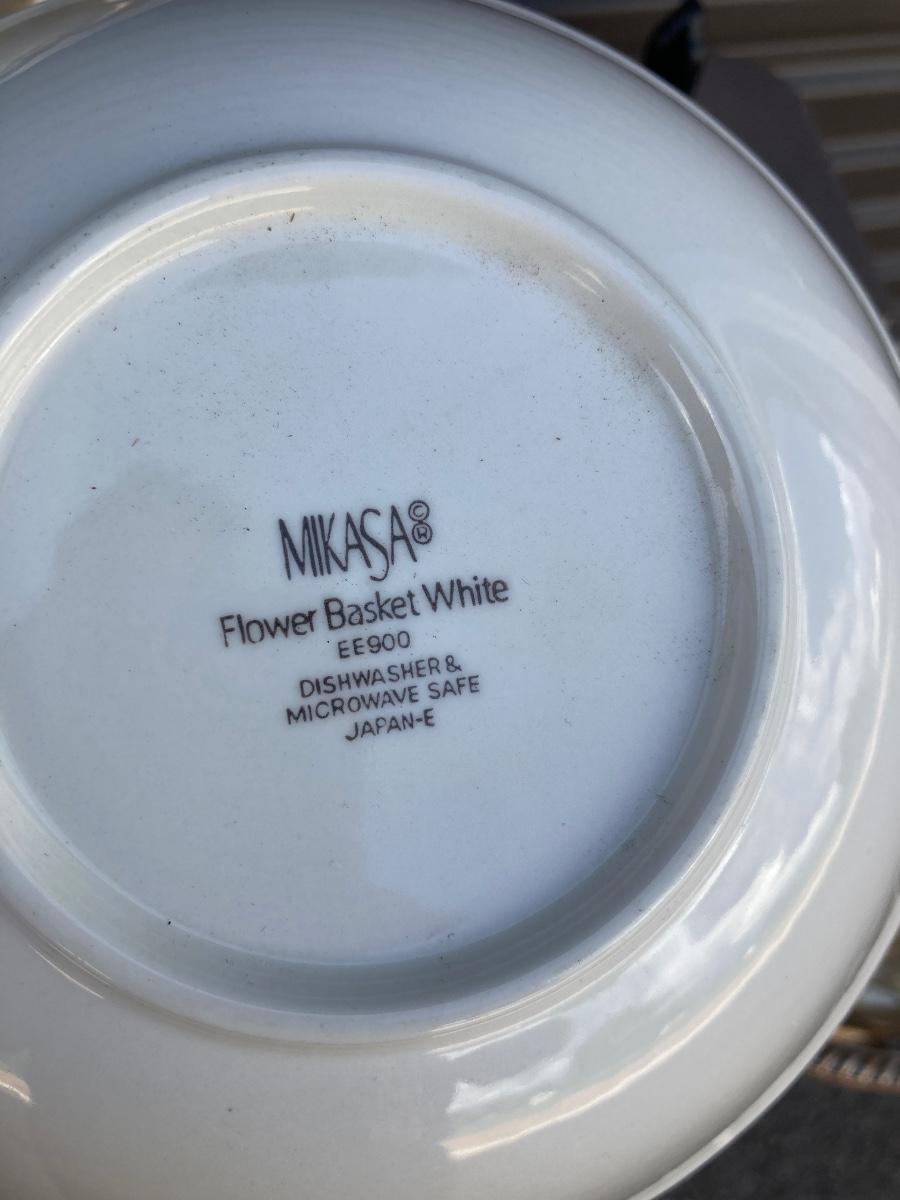 MIKASA©®
Flower Basket White
EE900
DISHWASHER &
MICROWAVE SAFE
JAPAN-E